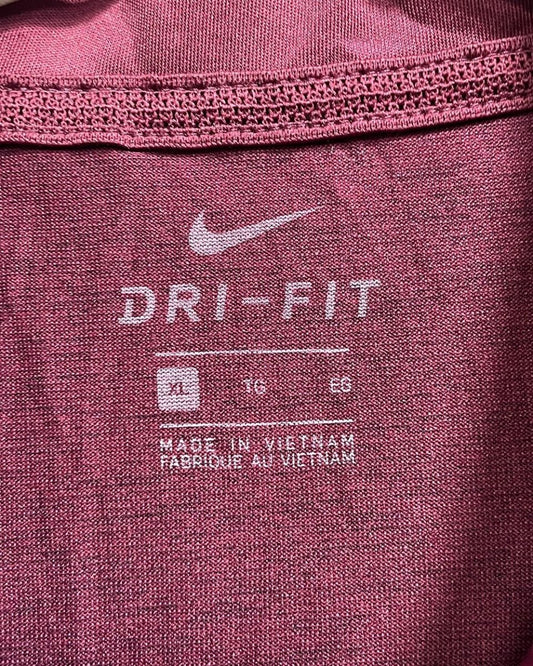 DRI-FIT
XL TG EG
MADE IN VIETNAM
FABRIQUE AU VIETNAM